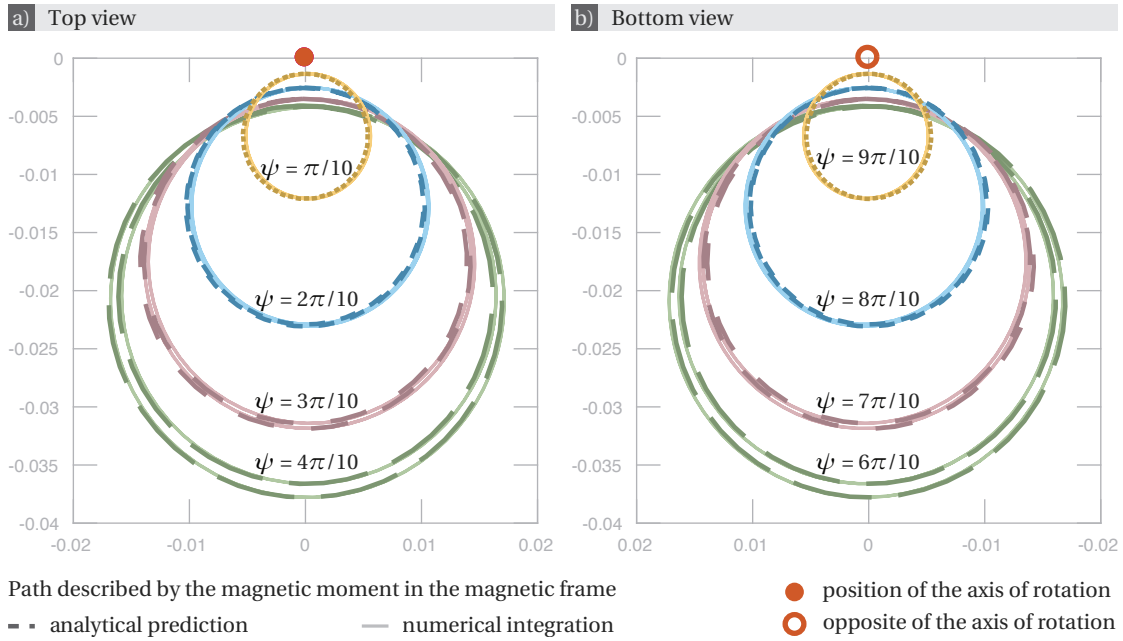 a) Top view
b) Bottom view
0
-0.005
-0.01
-0.015
-0.02
-0.025
-0.03
-0.035
-0.04
-0.02 -0.01 0 0.01 0.02
ψ = π/10
ψ = 2π/10
ψ = 3π/10
ψ = 4π/10
0
-0.005
-0.01
-0.015
-0.02
-0.025
-0.03
-0.035
-0.04
0.02 0.01 0 -0.01 -0.02
ψ = 9π/10
ψ = 8π/10
ψ = 7π/10
ψ = 6π/10
Path described by the magnetic moment in the magnetic frame
analytical prediction
numerical integration
position of the axis of rotation
opposite of the axis of rotation